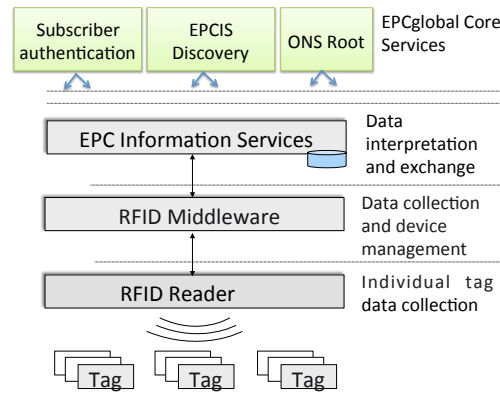 Subscriber
authentication
EPCIS
Discovery
ONS Root
EPCglobal Core
Services
EPC Information Services
Data
interpretation
and exchange
RFID Middleware
Data collection
and device
management
RFID Reader
Individual tag
data collection
Tag
Tag
Tag